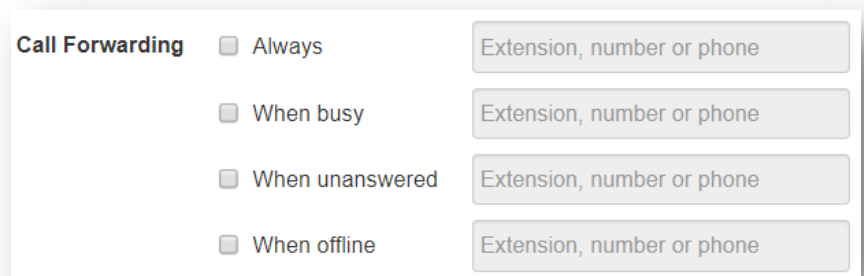 Call Forwarding Always Extension, number or phone
When busy Extension, number or phone
When unanswered Extension, number or phone
When offline Extension, number or phone